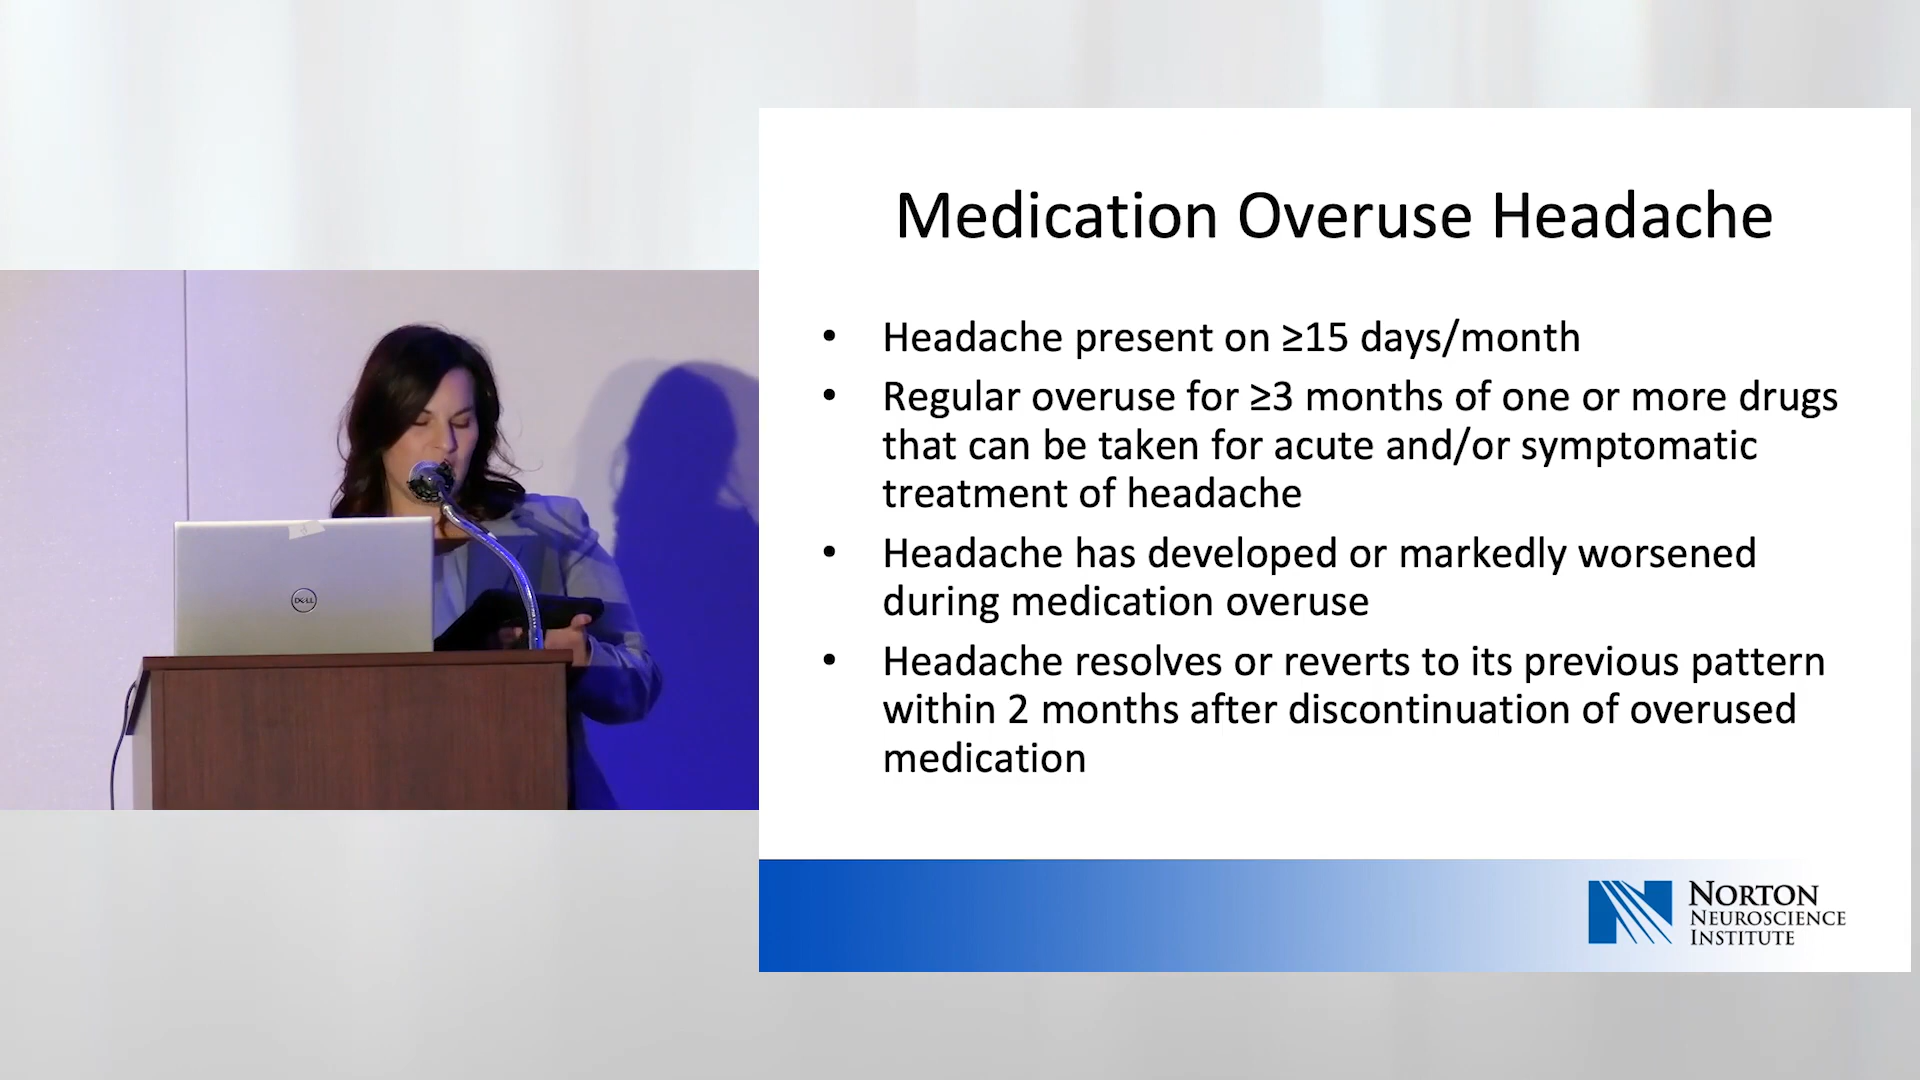 Medication Overuse Headache
• Headache present on ≥15 days/month
• Regular overuse for ≥3 months of one or more drugs
that can be taken for acute and/or symptomatic
treatment of headache
• Headache has developed or markedly worsened
during medication overuse
• Headache resolves or reverts to its previous pattern
within 2 months after discontinuation of overused
medication
DELL
NORTON
NEUROSCIENCE
INSTITUTE